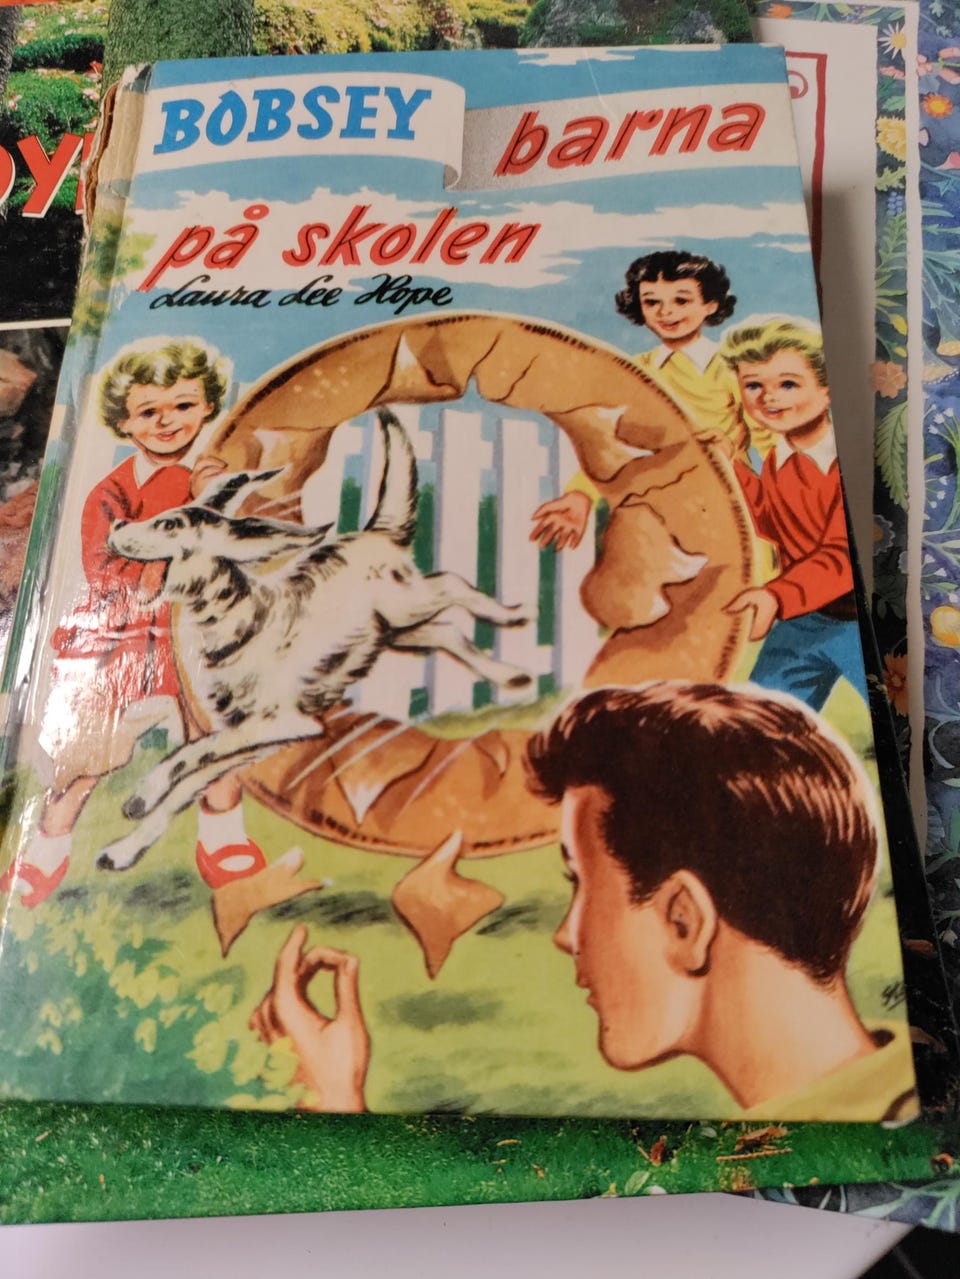 BOBSEY barna
på skolen
Laura Lee Hope